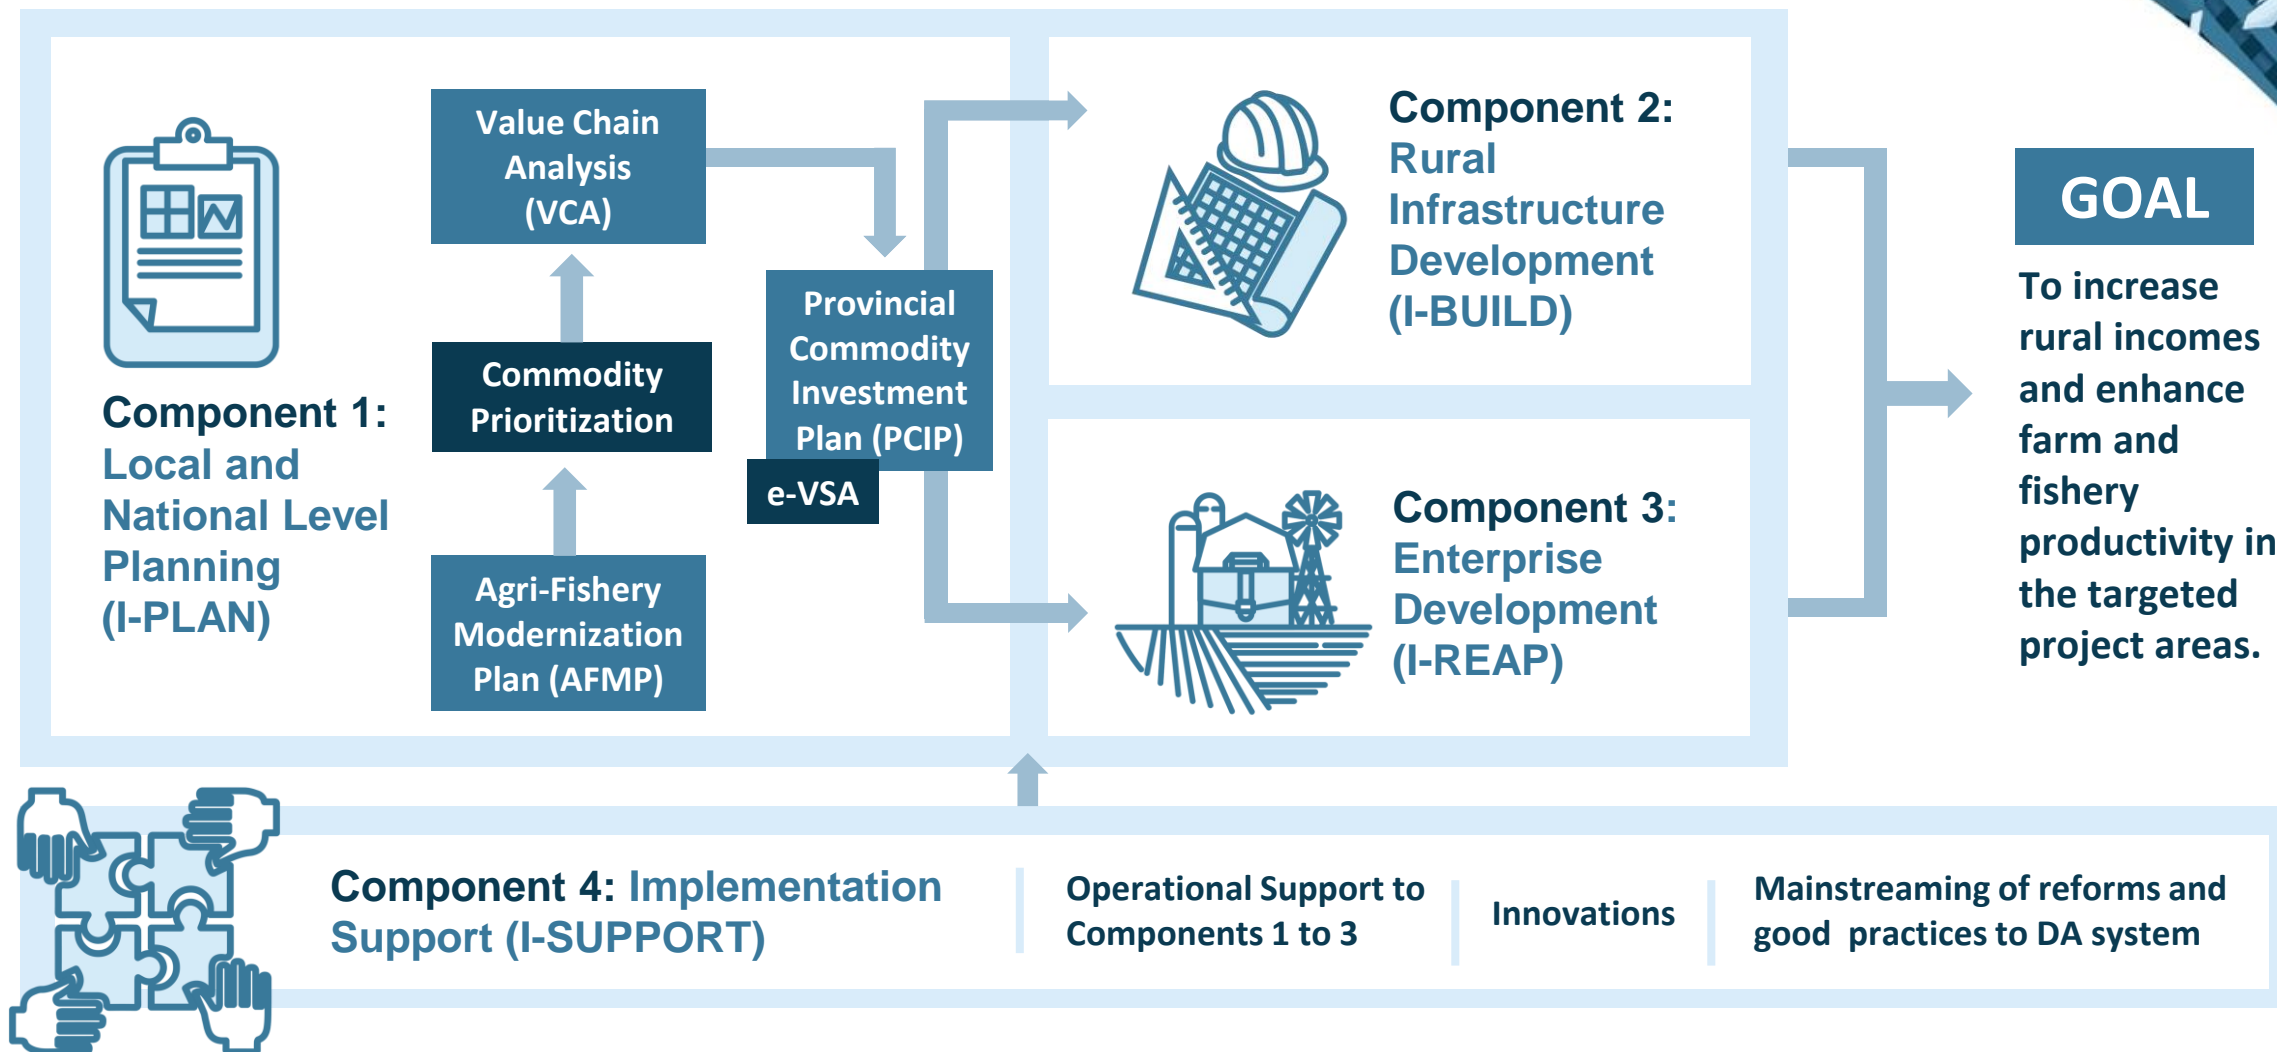 Component 1:
Local and
National Level
Planning
(I-PLAN)
Value Chain
Analysis
(VCA)
Commodity
Prioritization
Agri-Fishery
Modernization
Plan (AFMP)
Provincial
Commodity
Investment
Plan (PCIP)
e-VSA
Component 2:
Rural
Infrastructure
Development
(I-BUILD)
Component 3:
Enterprise
Development
(I-REAP)
GOAL
To increase
rural incomes
and enhance
farm and
fishery
productivity in
the targeted
project areas.
Component 4: Implementation
Support (I-SUPPORT)
Operational Support to
Components 1 to 3
Innovations
Mainstreaming of reforms and
good  practices to DA system